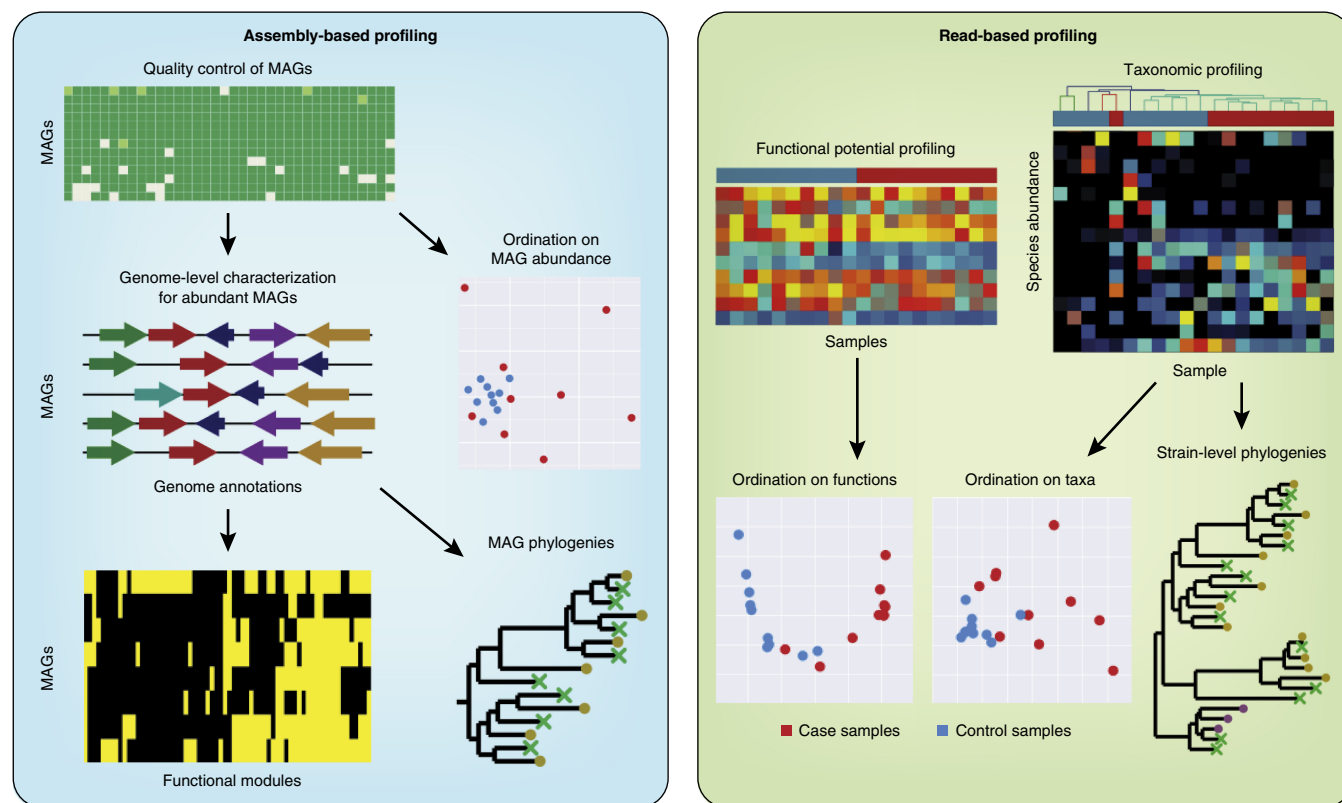 Assembly-based profiling
Quality control of MAGs
MAGs
Genome-level characterization
for abundant MAGs
Ordination on
MAG abundance
MAGs
Genome annotations
MAG phylogenies
MAGs
Functional modules
Read-based profiling
Taxonomic profiling
Functional potential profiling
Species abundance
Samples
Sample
Strain-level phylogenies
Ordination on functions
Ordination on taxa
Case samples
Control samples